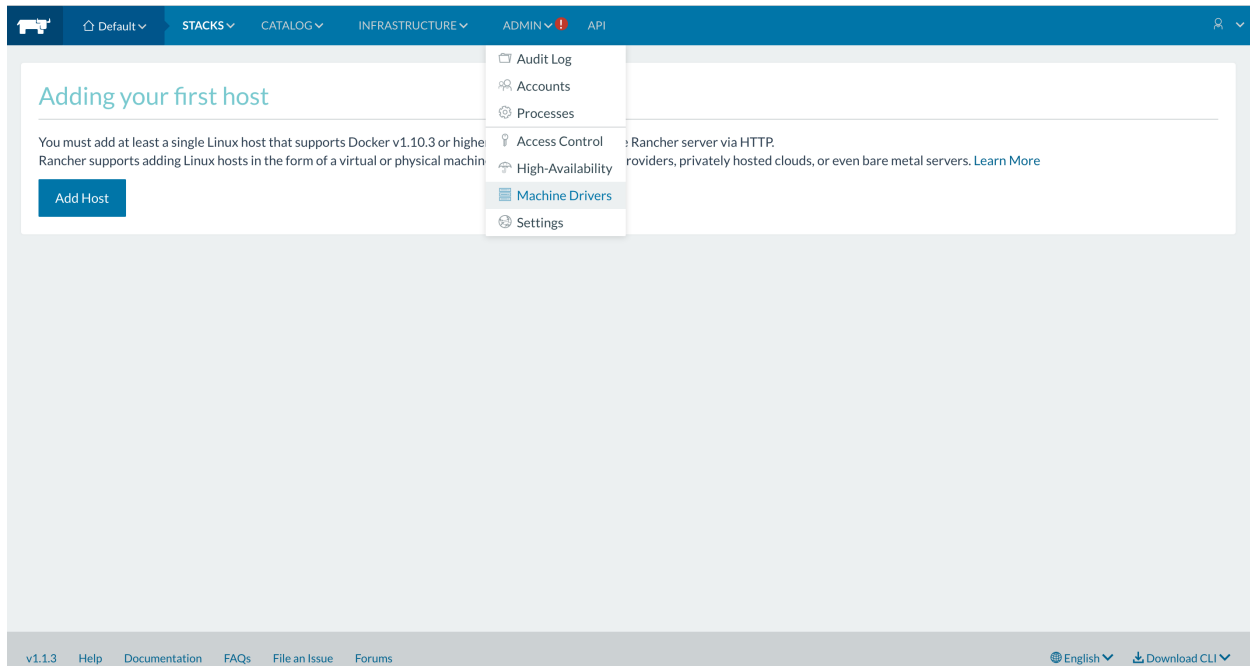 Default STACKS CATALOG INFRASTRUCTURE ADMIN ! API
Audit Log
Accounts
Processes
Access Control
High-Availability
Machine Drivers
Settings
Adding your first host
You must add at least a single Linux host that supports Docker v1.10.3 or highe Rancher server via HTTP.
Rancher supports adding Linux hosts in the form of a virtual or physical machin roviders, privately hosted clouds, or even bare metal servers. Learn More
Add Host
v1.1.3 Help Documentation FAQs File an Issue Forums English Download CLI